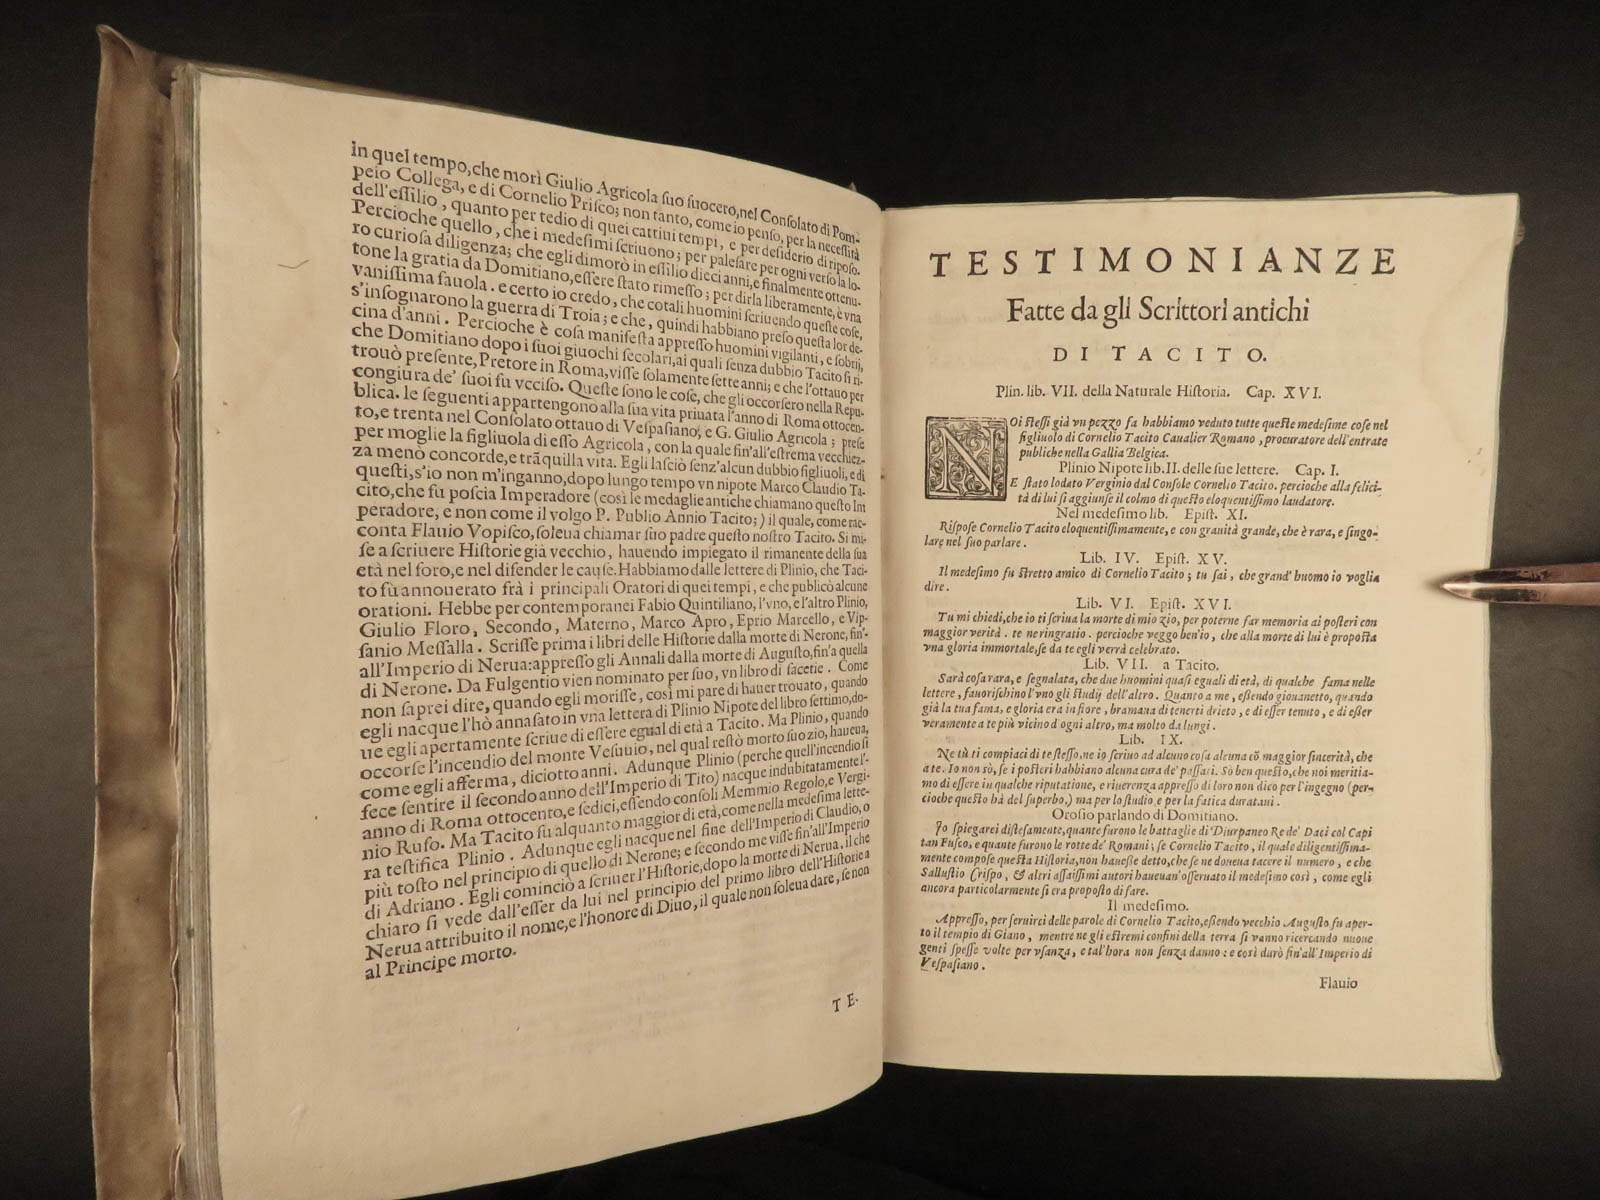 in quel tempo,che morì Giulio Agricola ſuo ſuocero,nel Conſolato di Pom-
peio Collega, e di Cornelio Priſco; non tanto, come io penſo, per la neceſſità
dell'eſſilio, quanto per tedio di quei cattiui tempi, e per deſiderio di ripoſo.
Percioche quello, che i medeſimi ſcriuono; per paleſare per ogni verſo la lo-
ro curioſa diligenza; che egli dimorò in eſſilio dieci anni,e finalmente ottenu-
tone la gratia da Domitiano,eſſere ſtato rimeſſo; per dirla liberamente, è vna
vaniſſima fauola. e certo io credo, che cotali huomini ſcriuendo queſte coſe,
s'inſognarono la guerra di Troia; e che, quindi habbiano preſo queſta lor de-
cina d'anni. Percioche è coſa manifeſta appreſſo huomini vigilanti, e ſobrij,
che Domitiano dopo i ſuoi giuochi ſecolari,ai quali ſenza dubbio Tacito ſi ri-
trouò preſente, Pretore in Roma, viſſe ſolamente ſette anni; e che l'ottauo per
congiura de' ſuoi fu vcciſo. Queſte ſono le coſe, che gli occorſero nella Repu-
blica. le ſeguenti appartengono alla ſua vita priuata l'anno di Roma ottocen-
to,e trenta nel Conſolato ottauo di Veſpaſiano, e G. Giulio Agricola; preſe
per moglie la figliuola di eſſo Agricola, con la quale fin'all'eſtrema vecchiez-
za menò concorde,e trãquilla vita. Egli laſciò ſenz'alcun dubbio figliuoli, e di
queſti,s'io non m'inganno,dopo lungo tempo vn nipote Marco Claudio Ta-
cito,che fu poſcia Imperadore (così le medaglie antiche chiamano queſto Im
peradore, e non come il volgo P. Publio Annio Tacito;) il quale, come rac-
conta Flauio Vopiſco,ſoleua chiamar ſuo padre queſto noſtro Tacito. Si mi-
ſe a ſcriuere Hiſtorie già vecchio, hauendo impiegato il rimanente della ſua
età nel foro,e nel difender le cauſe.Habbiamo dalle lettere di Plinio, che Taci-
to fù annouerato frà i principali Oratori di quei tempi, e che publicò alcune
orationi. Hebbe per contemporanei Fabio Quintiliano, l'vno, e l'altro Plinio,
Giulio Floro, Secondo, Materno, Marco Apro, Eprio Marcello, e Vip-
ſanio Meſſalla. Scriſſe prima i libri delle Hiſtorie dalla morte di Nerone, fin'-
all'Imperio di Nerua:appreſſo gli Annali dalla morte di Auguſto,fin'a quella
di Nerone. Da Fulgentio vien nominato per ſuo, vn libro di facetie. Come
non ſaprei dire, quando egli moriſſe, così mi pare di hauer trouato, quando
egli nacque l'hò annaſato in vna lettera di Plinio Nipote del libro ſettimo,do-
ue egli apertamente ſcriue di eſſere egual di età a Tacito. Ma Plinio, quando
occorſe l'incendio del monte Veſuuio, nel qual reſtò morto ſuo zio, haueua,
come egli afferma, diciotto anni. Adunque Plinio (perche quell'incendio ſi
fece ſentire il ſecondo anno dell'Imperio di Tito) nacque indubitatamente l'-
anno di Roma ottocento, e ſedici,eſſendo conſoli Memmio Regolo, e Vergi-
nio Rufo. Ma Tacito fu alquanto maggior di età, come nella medeſima lette-
ra teſtifica Plinio. Adunque egli nacque nel fine dell'Imperio di Claudio, o
più toſto nel principio di quello di Nerone; e ſecondo me viſſe fin'all'Imperio
di Adriano. Egli cominciò a ſcriuer l'Hiſtorie,dopo la morte di Nerua, il che
chiaro ſi vede dall'eſſer da lui nel principio del primo libro dell'Hiſtorie a
Nerua attribuito il nome,e l'honore di Diuo, il quale non ſoleua dare, ſe non
al Principe morto.
T E-
TESTIMONIANZE
Fatte da gli Scrittori antichi
DI TACITO.
Plin. lib. VII. della Naturale Hiſtoria. Cap. XVI.
NOi ſteſſi già vn pezzo fa habbiamo veduto tutte queſte medeſime coſe nel
figliuolo di Cornelio Tacito Caualier Romano, procuratore dell'entrate
publiche nella Gallia Belgica.
Plinio Nipote lib. II. delle ſue lettere. Cap. I.
E ſtato lodato Verginio dal Conſole Cornelio Tacito. percioche alla felici-
tà di lui ſi aggiunſe il colmo di queſto eloquentiſſimo laudatore.
Nel medeſimo lib. Epiſt. XI.
Riſpoſe Cornelio Tacito eloquentiſſimamente, e con grauità grande, che è rara, e ſingo-
lare nel ſuo parlare.
Lib. IV. Epiſt. XV.
Il medeſimo fu ſtretto amico di Cornelio Tacito; tu ſai, che grand' huomo io voglia
dire.
Lib. VI. Epiſt. XVI.
Tu mi chiedi,che io ti ſcriua la morte di mio zio, per poterne far memoria ai poſteri con
maggior verità. te ne ringratio. percioche veggo ben'io, che alla morte di lui è propoſta
vna gloria immortale,ſe da te egli verrà celebrato.
Lib. VII. a Tacito.
Sarà coſa rara, e ſegnalata, che due huomini quaſi eguali di età, di qualche fama nelle
lettere, fauoriſchino l'vno gli ſtudij dell'altro. Quanto a me, eſſendo giouanetto, quando
già la tua fama, e gloria era in fiore, bramaua di tenerti drieto, e di eſſer tenuto, e di eſſer
veramente a te più vicino d'ogni altro, ma molto da lungi.
Lib. IX.
Ne tù ti compiaci di te ſteſſo,ne io ſcriuo ad alcuno coſa alcuna cõ maggior ſincerità, che
a te. Io non sò, ſe i poſteri habbiano alcuna cura de' paſſati. Sò ben queſto,che noi meritia-
mo di eſſere in qualche riputatione, e riuerenza appreſſo di loro non dico per l'ingegno (per-
cioche queſto hà del ſuperbo,) ma per lo ſtudio,e per la fatica duratani.
Oroſio parlando di Domitiano.
Io ſpiegarei diſteſamente, quante furono le battaglie di Diurpaneo Re de' Daci col Capi
tan Fuſco, e quante furono le rotte de' Romani, ſe Cornelio Tacito, il quale diligentiſſima-
mente compoſe queſta Hiſtoria,non haueſſe detto,che ſe ne doueua tacere il numero, e che
Salluſtio Criſpo, & altri aſſaiſſimi autori haueuan'oſſeruato il medeſimo così, come egli
ancora particolarmente ſi era propoſto di fare.
Il medeſimo.
Appreſſo, per ſeruirci delle parole di Cornelio Tacito,eſſendo vecchio Auguſto fu aper-
to il tempio di Giano, mentre ne gli eſtremi confini della terra ſi vanno ricercando nuoue
genti ſpeſſe volte per vſanza, e tal'hora non ſenza danno: e così durò fin'all'Imperio di
Veſpaſiano.
Flauio